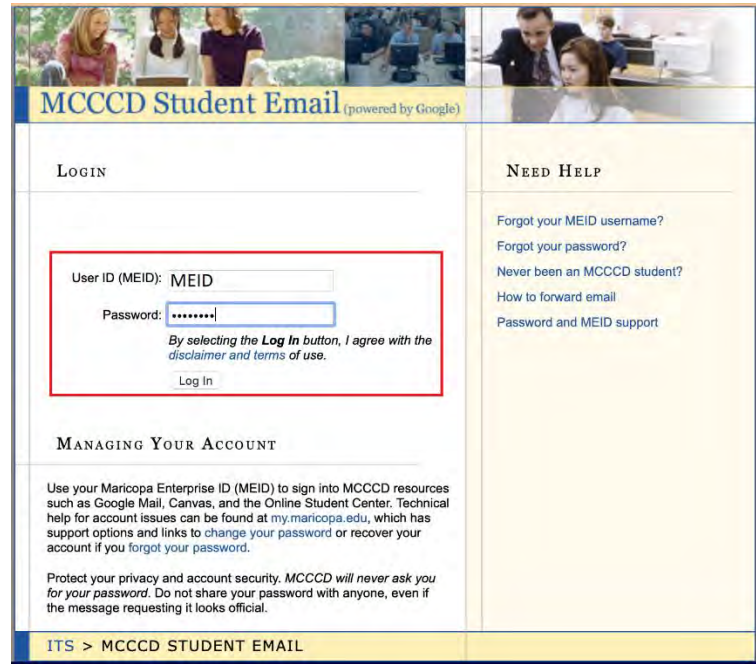 MCCCD Student Email (powered by Google)
LOGIN
User ID (MEID): MEID
Password: ••••••••
By selecting the Log In button, I agree with the
disclaimer and terms of use.
Log In
MANAGING YOUR ACCOUNT
Use your Maricopa Enterprise ID (MEID) to sign into MCCCD resources
such as Google Mail, Canvas, and the Online Student Center. Technical
help for account issues can be found at my.maricopa.edu, which has
support options and links to change your password or recover your
account if you forgot your password.
Protect your privacy and account security. MCCCD will never ask you
for your password. Do not share your password with anyone, even if
the message requesting it looks official.
NEED HELP
Forgot your MEID username?
Forgot your password?
Never been an MCCCD student?
How to forward email
Password and MEID support
ITS > MCCCD STUDENT EMAIL